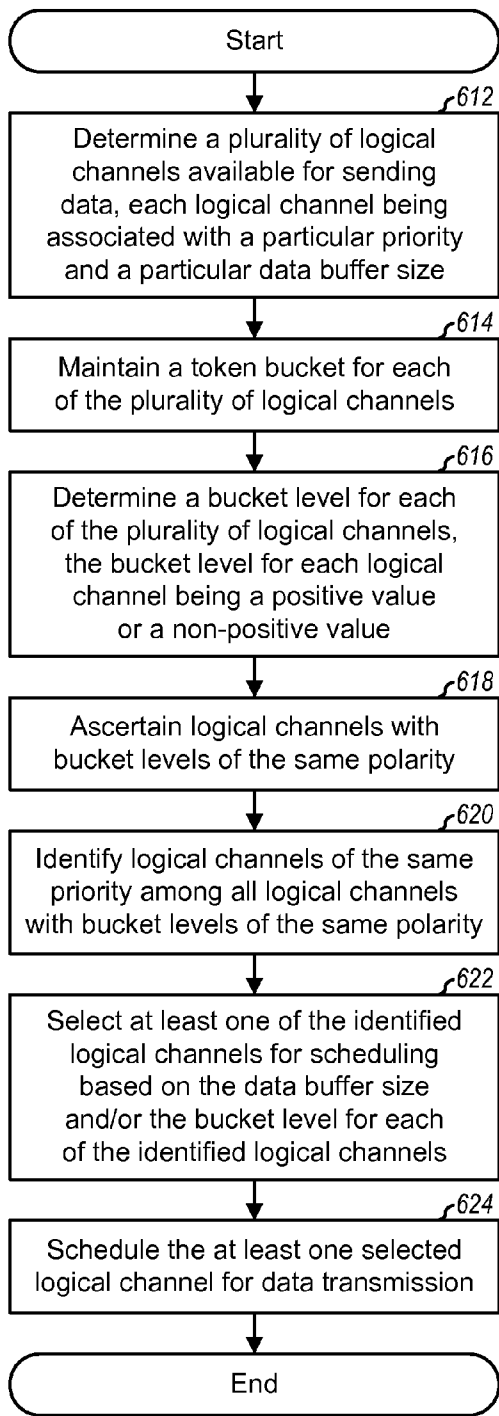 Start
612
Determine a plurality of logical
channels available for sending
data, each logical channel being
associated with a particular priority
and a particular data buffer size
614
Maintain a token bucket for each
of the plurality of logical channels
616
Determine a bucket level for each
of the plurality of logical channels,
the bucket level for each logical
channel being a positive value
or a non-positive value
618
Ascertain logical channels with
bucket levels of the same polarity
620
Identify logical channels of the same
priority among all logical channels
with bucket levels of the same polarity
622
Select at least one of the identified
logical channels for scheduling
based on the data buffer size
and/or the bucket level for each
of the identified logical channels
624
Schedule the at least one selected
logical channel for data transmission
End